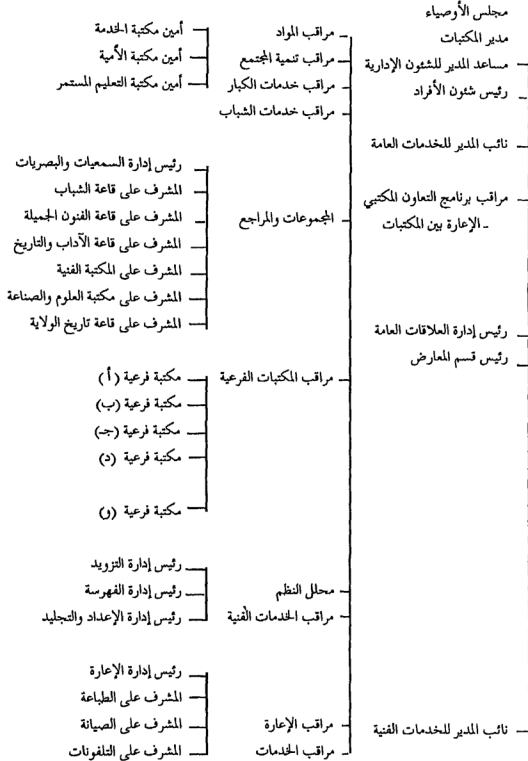 مجلس الأوصياء
مدير المكتبات
مساعد المدير للشئون الإدارية
رئيس شئون الأفراد
نائب المدير للخدمات العامة
مراقب برنامج التعاون المكتبي
ـ الإعارة بين المكتبات
رئيس إدارة العلاقات العامة
رئيس قسم المعارض
نائب المدير للخدمات الفنية
مراقب المواد
مراقب تنمية المجتمع
مراقب خدمات الكبار
مراقب خدمات الشباب
المجموعات والمراجع
مراقب المكتبات الفرعية
محلل النظم
مراقب الخدمات الفنية
مراقب الإعارة
مراقب الخدمات
أمين مكتبة الخدمة
أمين مكتبة الأمية
أمين مكتبة التعليم المستمر
رئيس إدارة السمعيات والبصريات
المشرف على قاعة الشباب
المشرف على قاعة الفنون الجميلة
المشرف على قاعة الآداب والتاريخ
المشرف على المكتبة الفنية
المشرف على مكتبة العلوم والصناعة
المشرف على قاعة تاريخ الولاية
مكتبة فرعية (أ)
مكتبة فرعية (ب)
مكتبة فرعية (جـ)
مكتبة فرعية (د)
مكتبة فرعية (و)
رئيس إدارة التزويد
رئيس إدارة الفهرسة
رئيس إدارة الإعداد والتجليد
رئيس إدارة الإعارة
المشرف على الطباعة
المشرف على الصيانة
المشرف على التلفونات